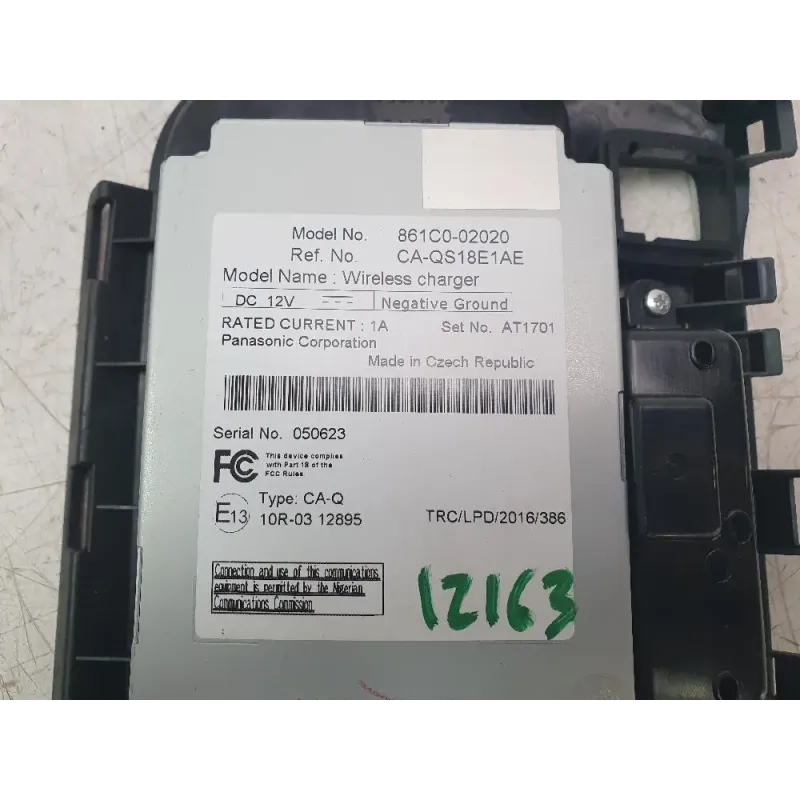 Model No. 861C0-02020
Ref. No. CA-QS18E1AE
Model Name : Wireless charger
DC 12V Negative Ground
RATED CURRENT : 1A Set No. AT1701
Panasonic Corporation
Made in Czech Republic
Serial No. 050623
FC This device complies
with Part 18 of the
FCC Rules
E13 Type: CA-Q
10R-03 12895 TRC/LPD/2016/386
Connection and use of this communications
equipment is permitted by the Nigerian
Communications Commission
12163